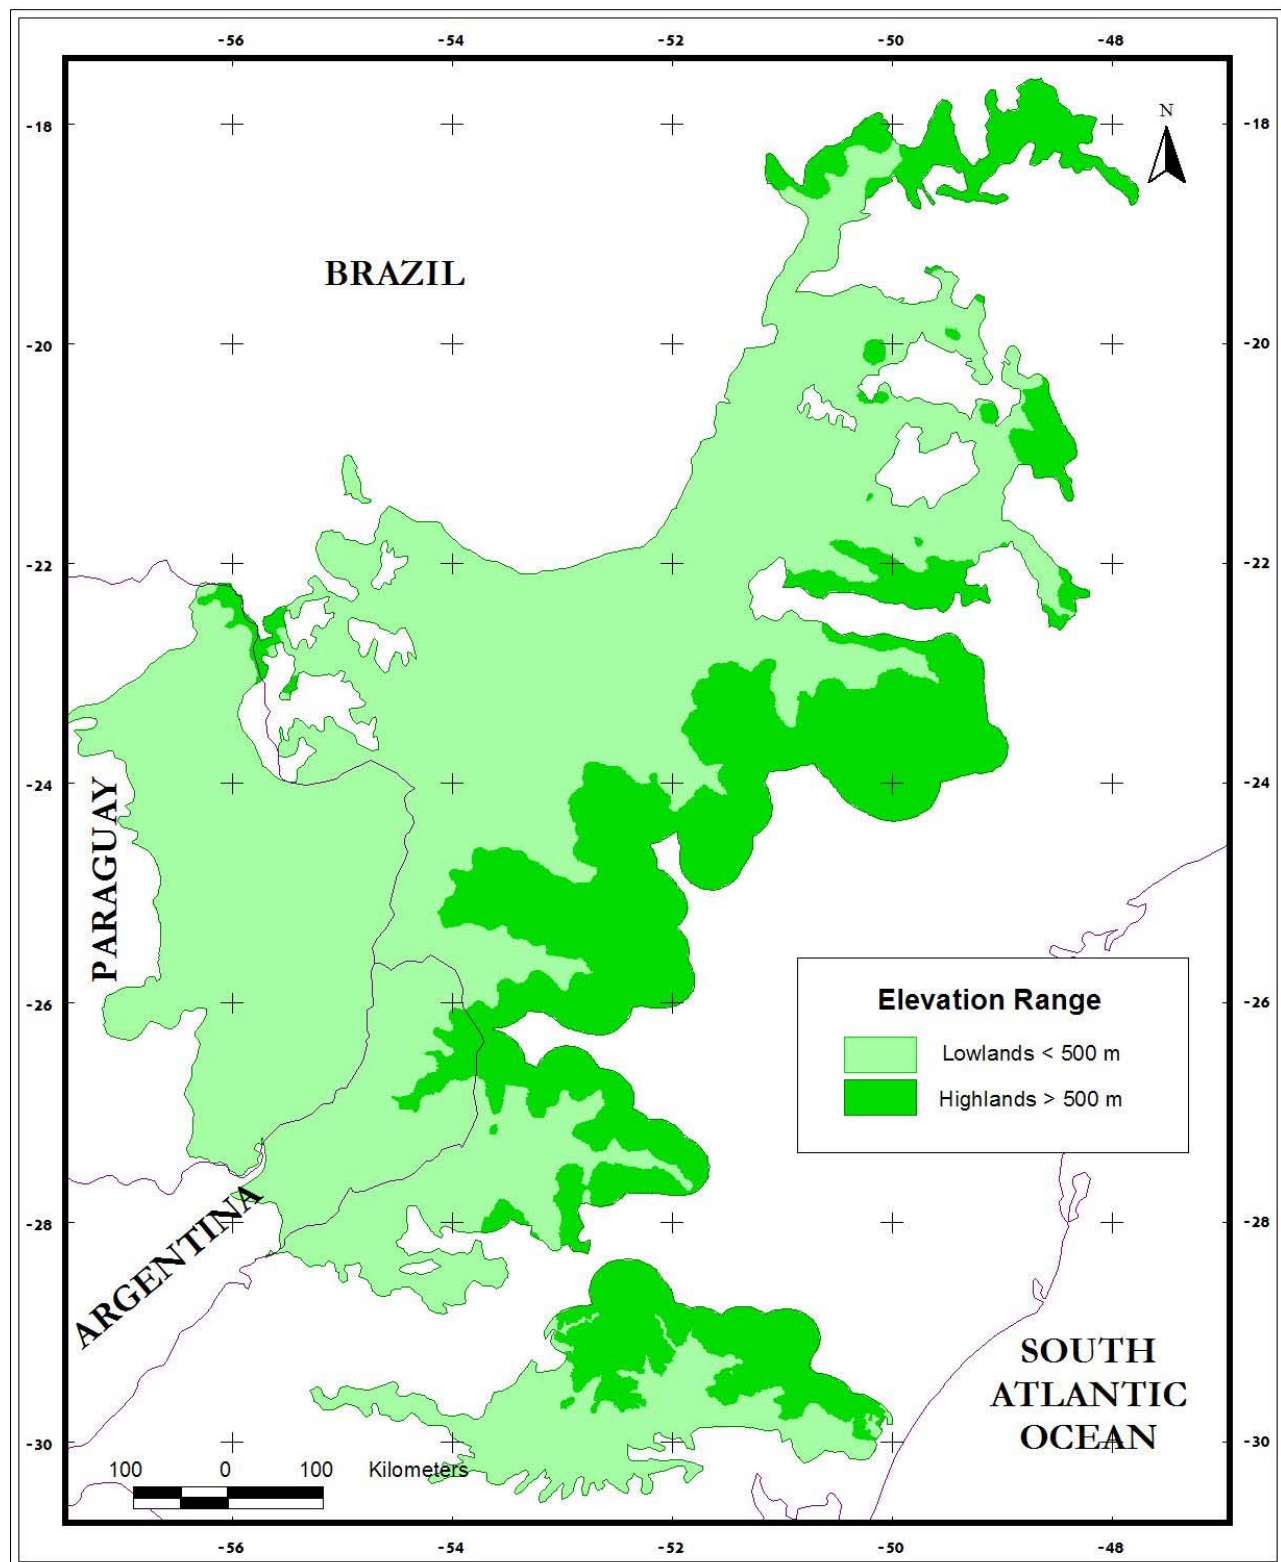 -56 -54 -52 -50 -48
-18 -18
N
BRAZIL
-20 -20
-22 -22
-24 -24
PARAGUAY
Elevation Range
-26 -26
Lowlands < 500 m
Highlands > 500 m
ARGENTINA
-28 -28
SOUTH
ATLANTIC
OCEAN
-30 -30
100 0 100 Kilometers
-56 -54 -52 -50 -48